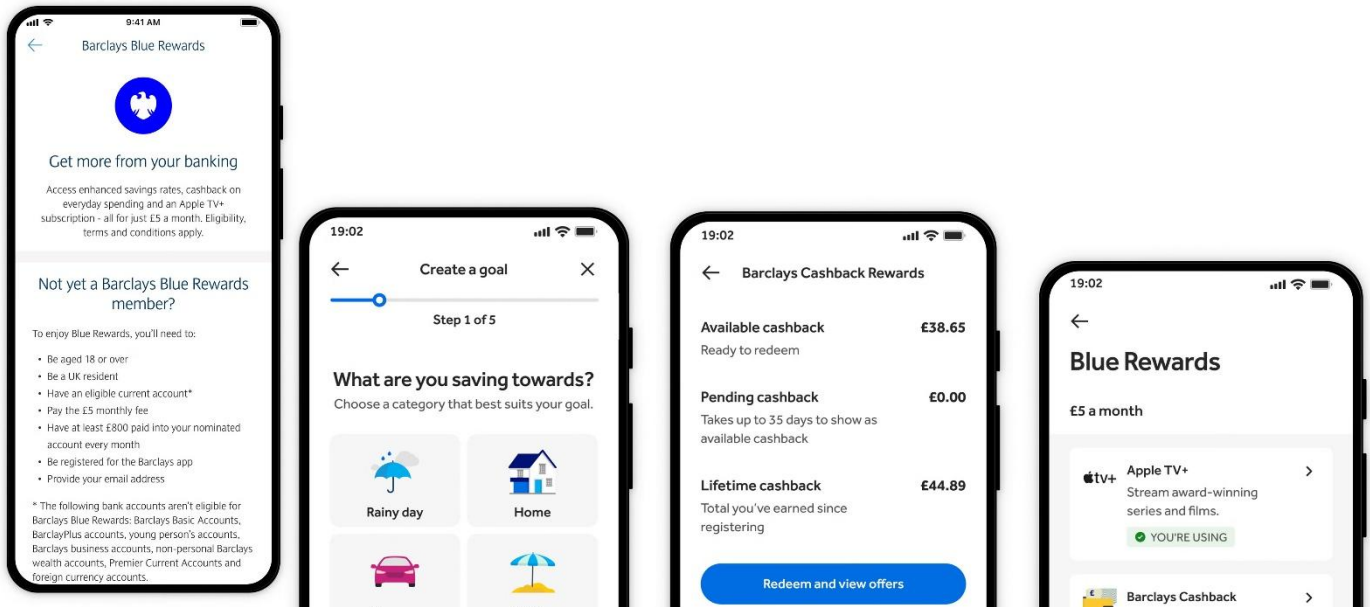 9:41 AM
Barclays Blue Rewards
Get more from your banking
Access enhanced savings rates, cashback on
everyday spending and an Apple TV+
subscription - all for just £5 a month. Eligibility,
terms and conditions apply.
Not yet a Barclays Blue Rewards
member?
To enjoy Blue Rewards, you'll need to:
• Be aged 18 or over
• Be a UK resident
• Have an eligible current account*
• Pay the £5 monthly fee
• Have at least £800 paid into your nominated
account every month
• Be registered for the Barclays app
• Provide your email address
* The following bank accounts aren't eligible for
Barclays Blue Rewards: Barclays Basic Accounts,
BarclayPlus accounts, young person's accounts,
Barclays business accounts, non-personal Barclays
wealth accounts, Premier Current Accounts and
foreign currency accounts.
19:02
Create a goal
Step 1 of 5
What are you saving towards?
Choose a category that best suits your goal.
Rainy day
Home
19:02
Barclays Cashback Rewards
Available cashback £38.65
Ready to redeem
Pending cashback £0.00
Takes up to 35 days to show as
available cashback
Lifetime cashback £44.89
Total you've earned since
registering
Redeem and view offers
19:02
Blue Rewards
£5 a month
tv+
Apple TV+
Stream award-winning
series and films.
YOU'RE USING
£
Barclays Cashback